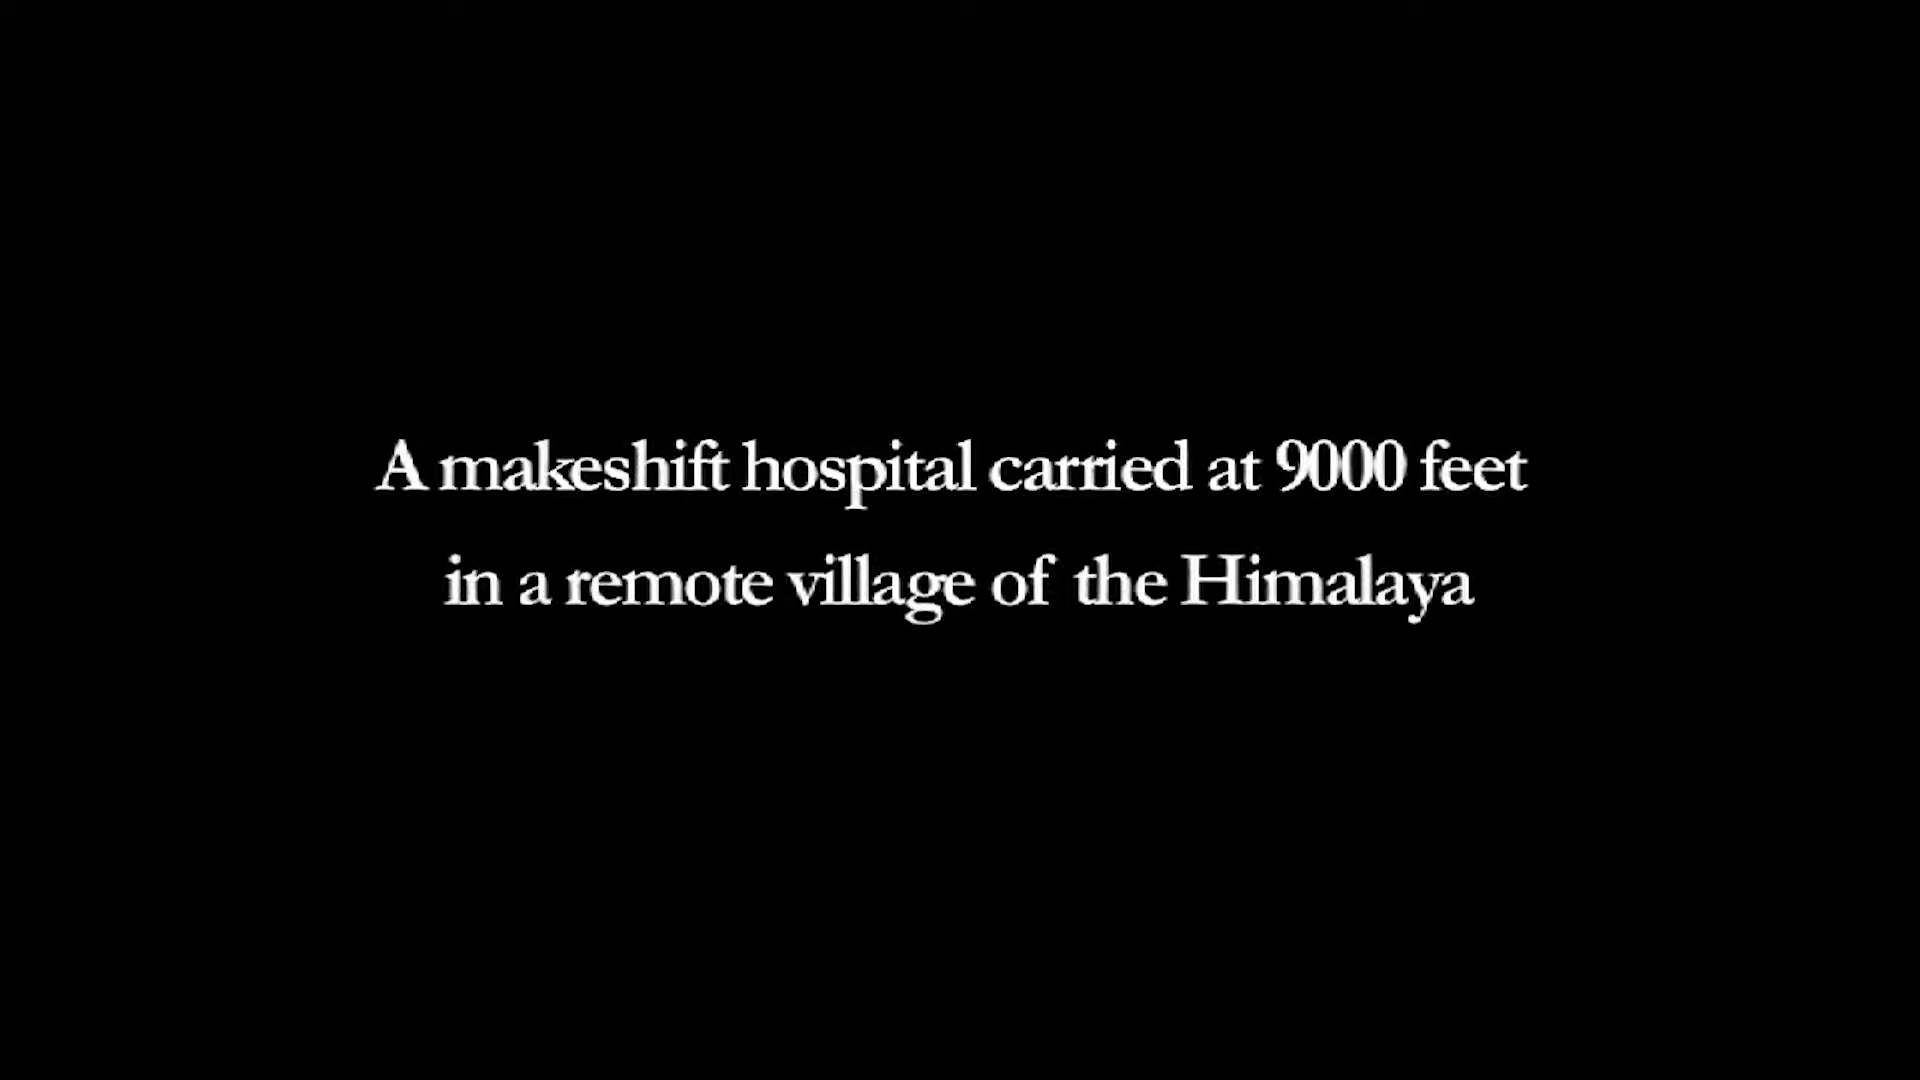 A makeshift hospital carried at 9000 feet
in a remote village of the Himalaya